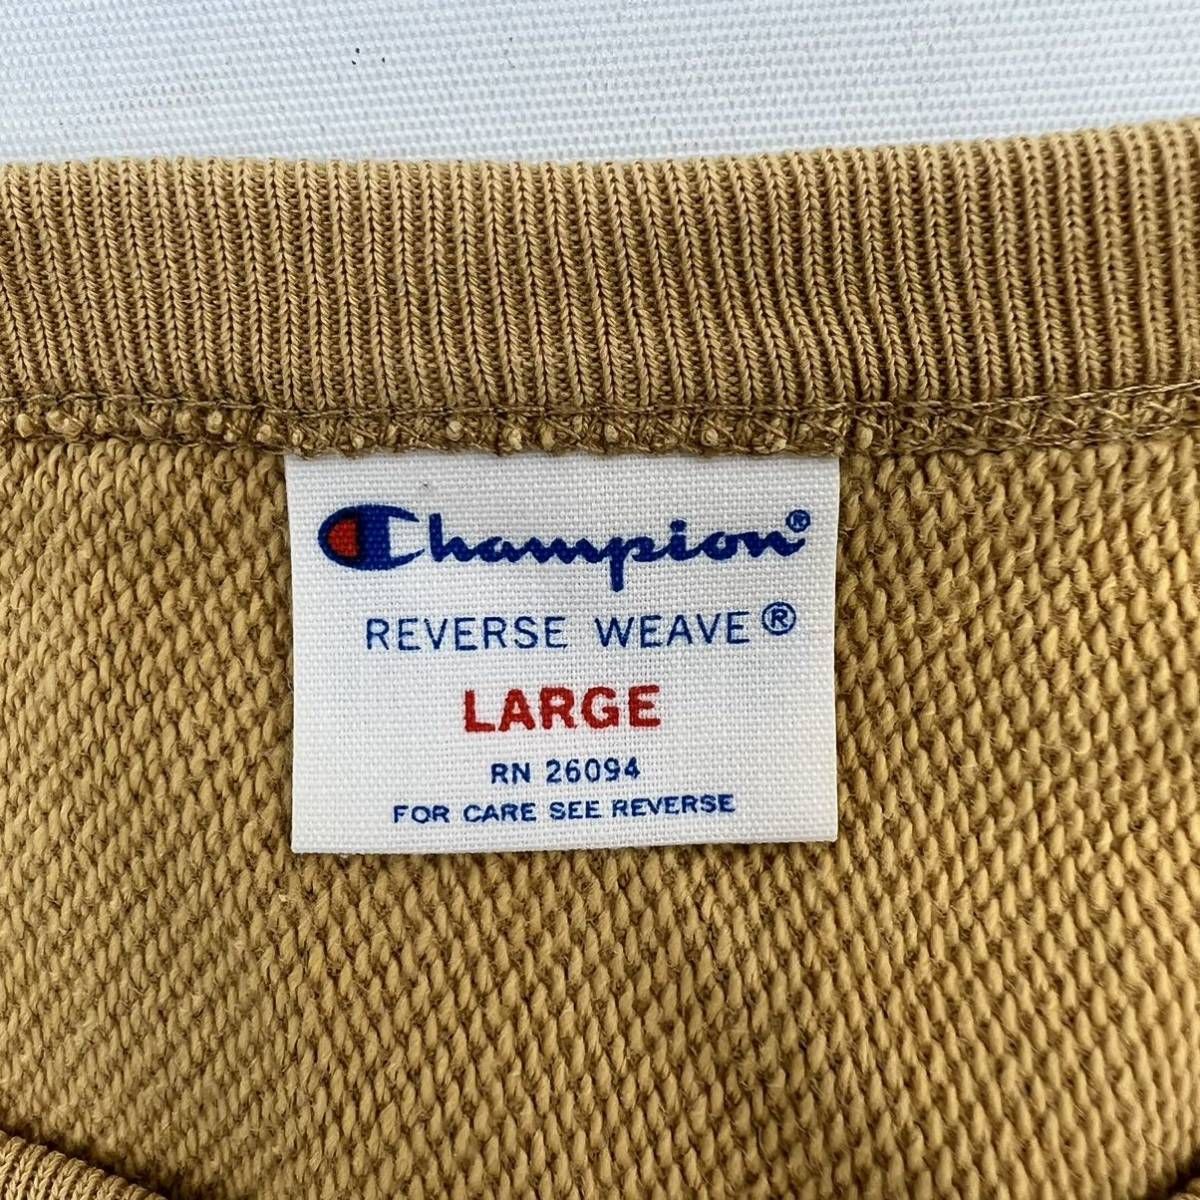 Champion®
REVERSE WEAVE®
LARGE
RN 26094
FOR CARE SEE REVERSE